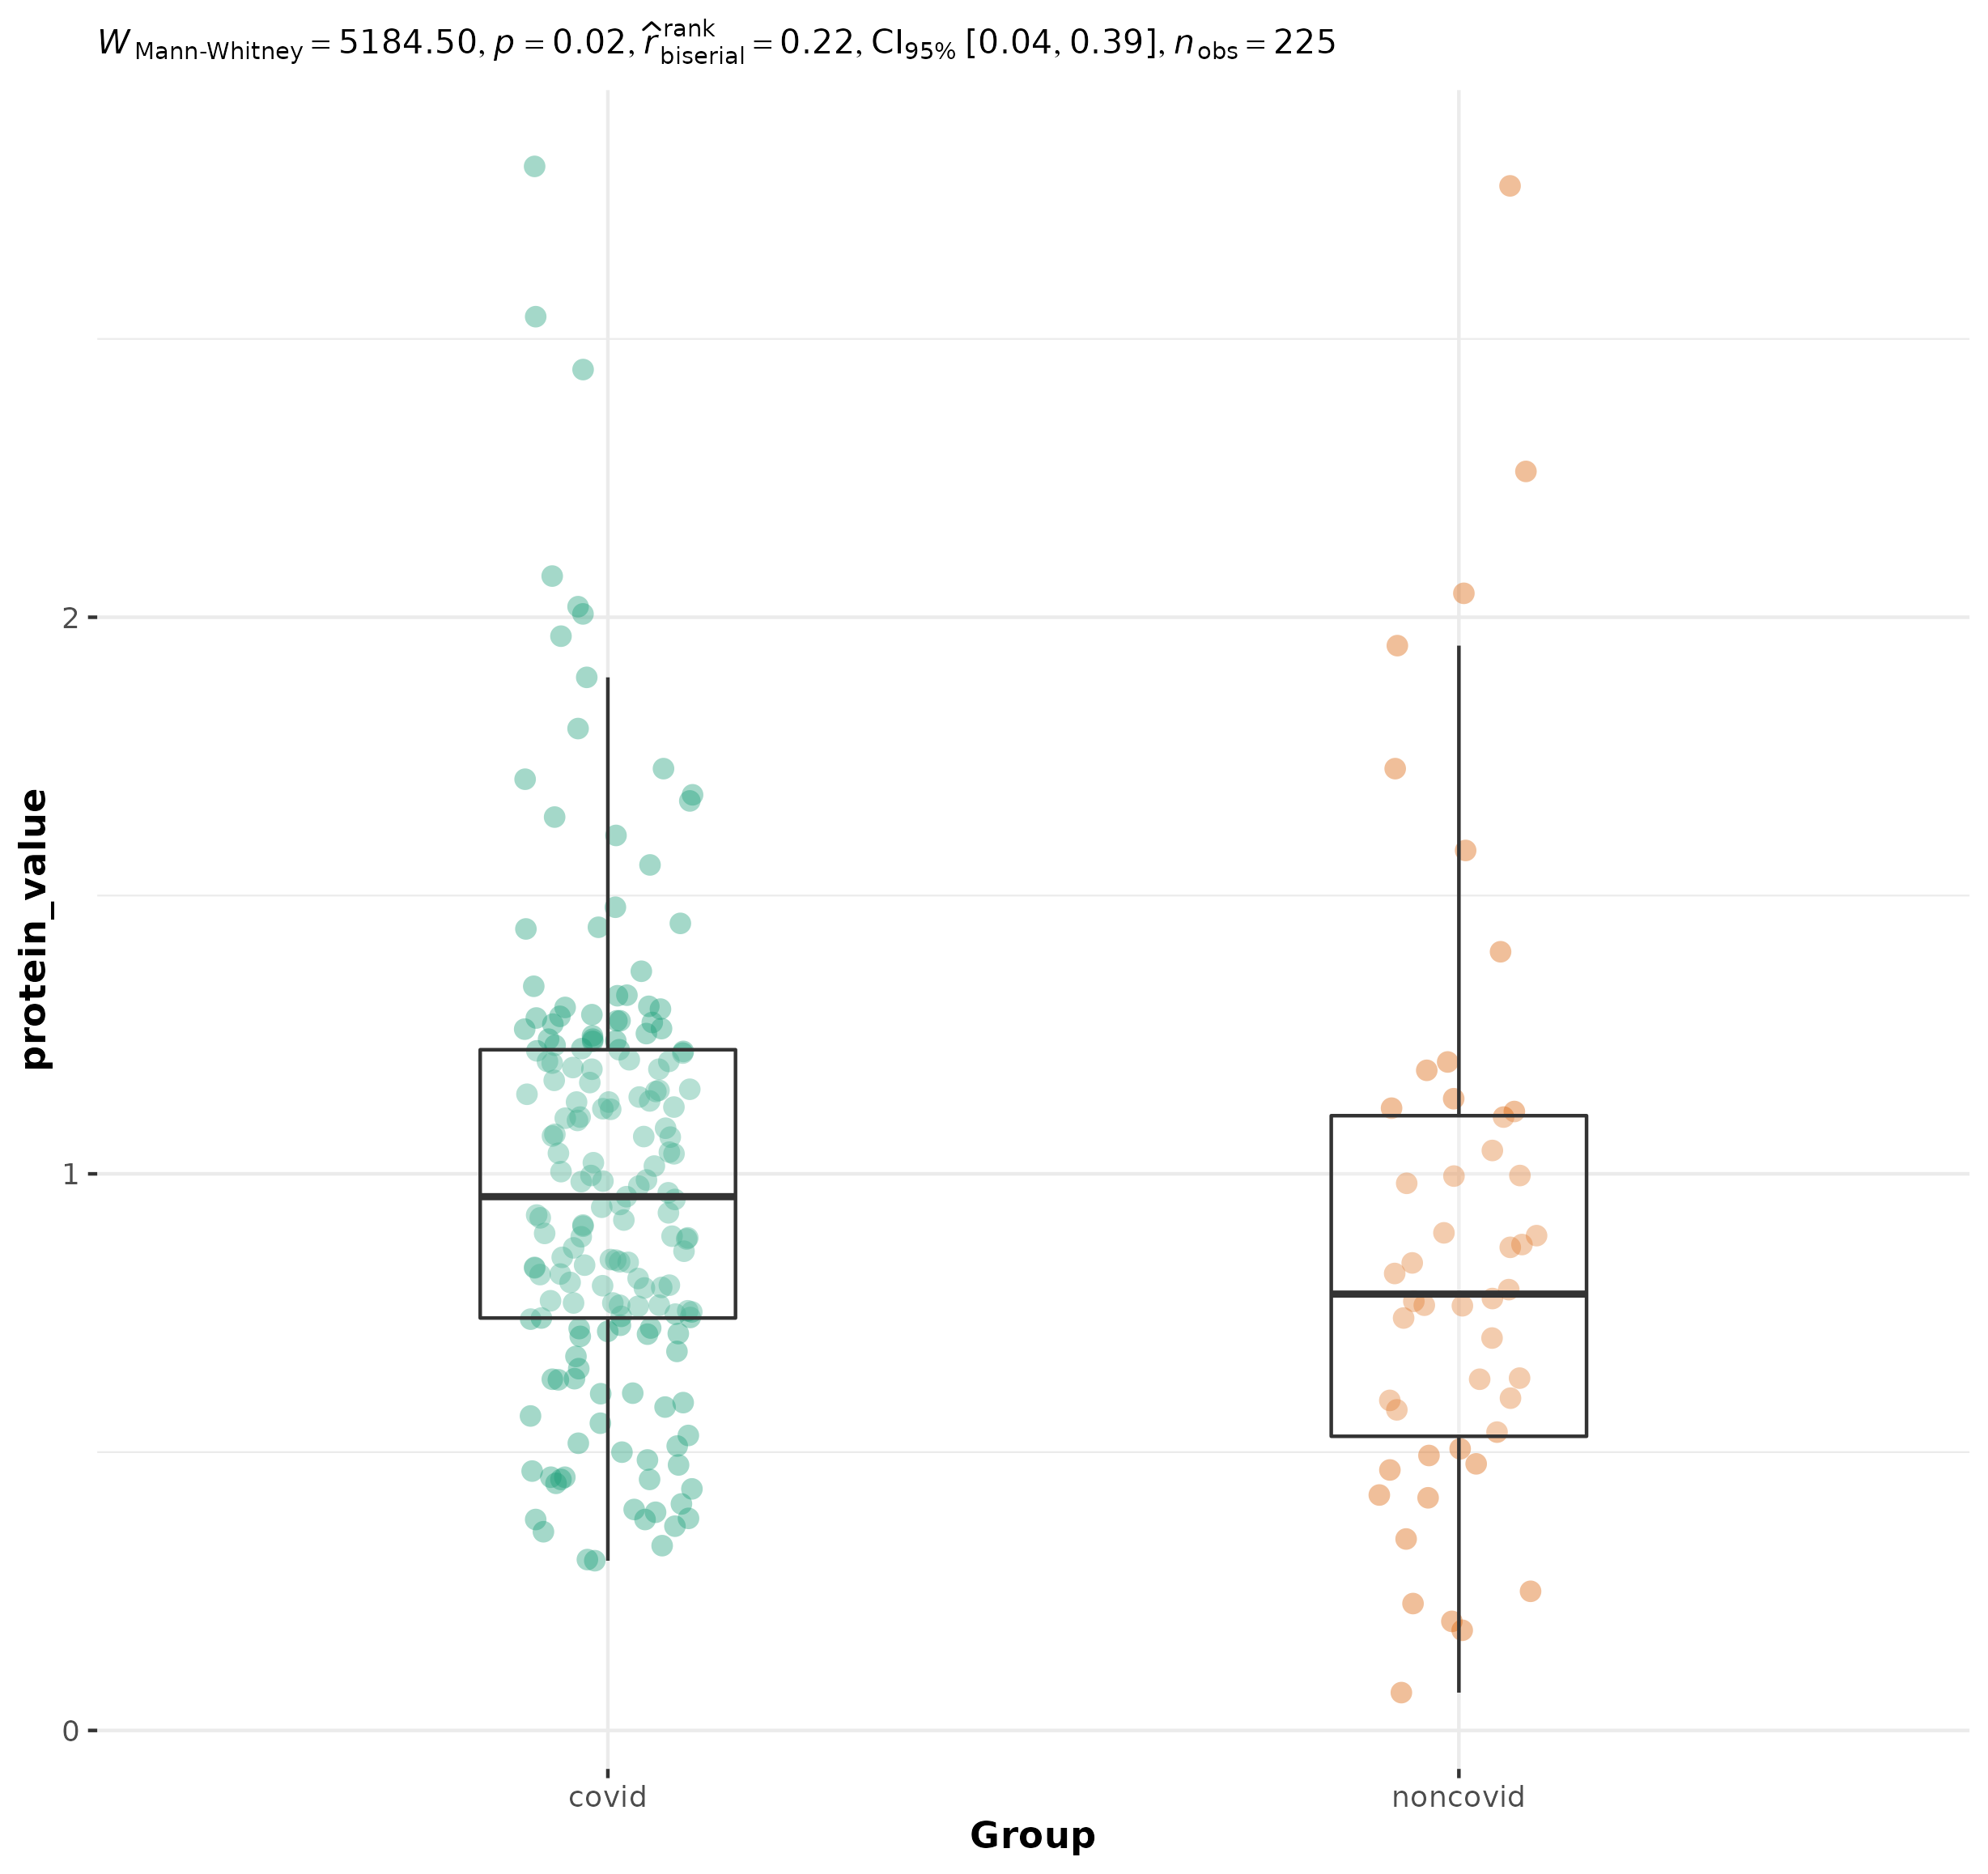 W Mann-Whitney = 5184.50, p = 0.02, r̂ rank biserial = 0.22, CI95% [0.04, 0.39], n obs = 225
protein_value
2
1
0
covid noncovid
Group